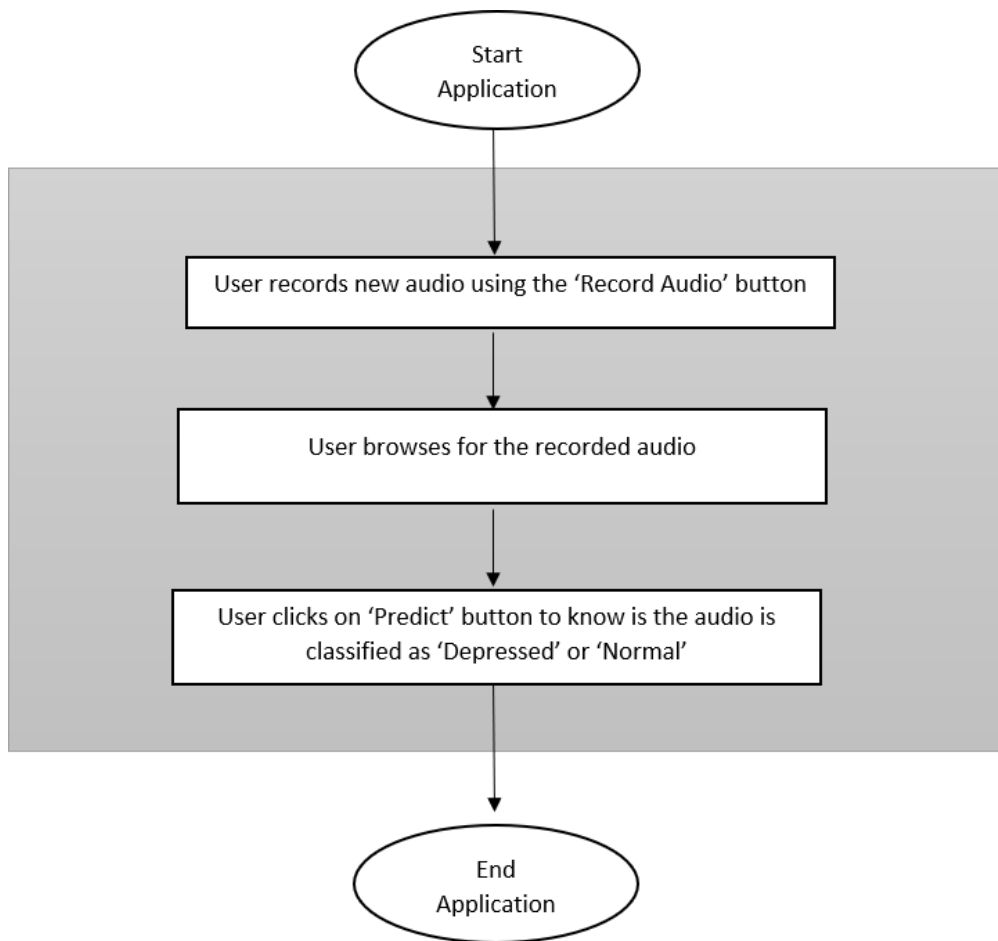 Start
Application
User records new audio using the ‘Record Audio’ button
User browses for the recorded audio
User clicks on ‘Predict’ button to know is the audio is
classified as ‘Depressed’ or ‘Normal’
End
Application